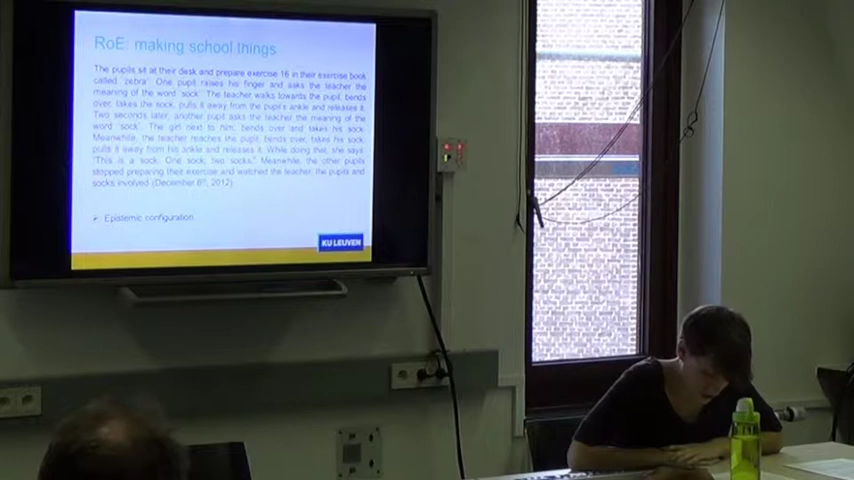 RoE: making school things
The pupils sit at their desk and prepare exercise 16 in their exercise book
called 'zebra'. One pupil raises his finger and asks the teacher the
meaning of the word 'sock'. The teacher walks towards the pupil, bends
over, takes the sock, pulls it away from the pupil's ankle and releases it.
Two seconds later, another pupil asks the teacher the meaning of the
word 'sock'. The girl next to him, bends over and takes his sock.
Meanwhile, the teacher reaches the pupil, bends over, takes his sock,
pulls it away from his ankle and releases it. While doing that, she says:
"This is a sock. One sock, two socks." Meanwhile, the other pupils
stopped preparing their exercise and watched the teacher, the pupils and
socks involved (December 6th, 2012).
➢ Epistemic configuration
KU LEUVEN